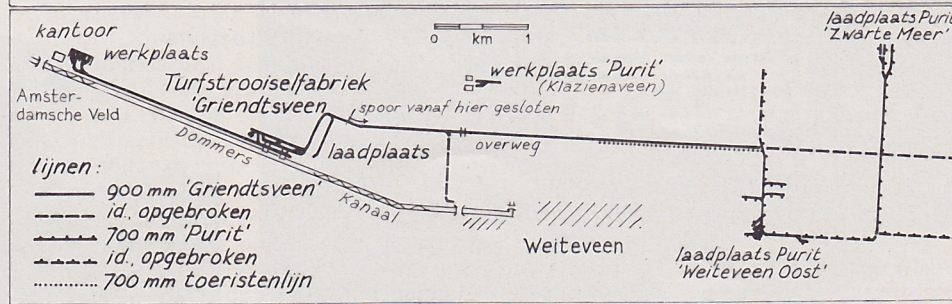 kantoor
werkplaats
Amster-
damsche Veld
Turfstrooiselfabriek
'Griendtsveen'
Dommers
Kanaal
0 km 1
werkplaats 'Purit'
(Klazienaveen)
spoor vanaf hier gesloten
laadplaats
overweg
laadplaats Purit
'Zwarte Meer'
Weiteveen
laadplaats Purit
'Weiteveen Oost'
lijnen:
900 mm 'Griendtsveen'
id., opgebroken
700 mm 'Purit'
id., opgebroken
700 mm toeristenlijn